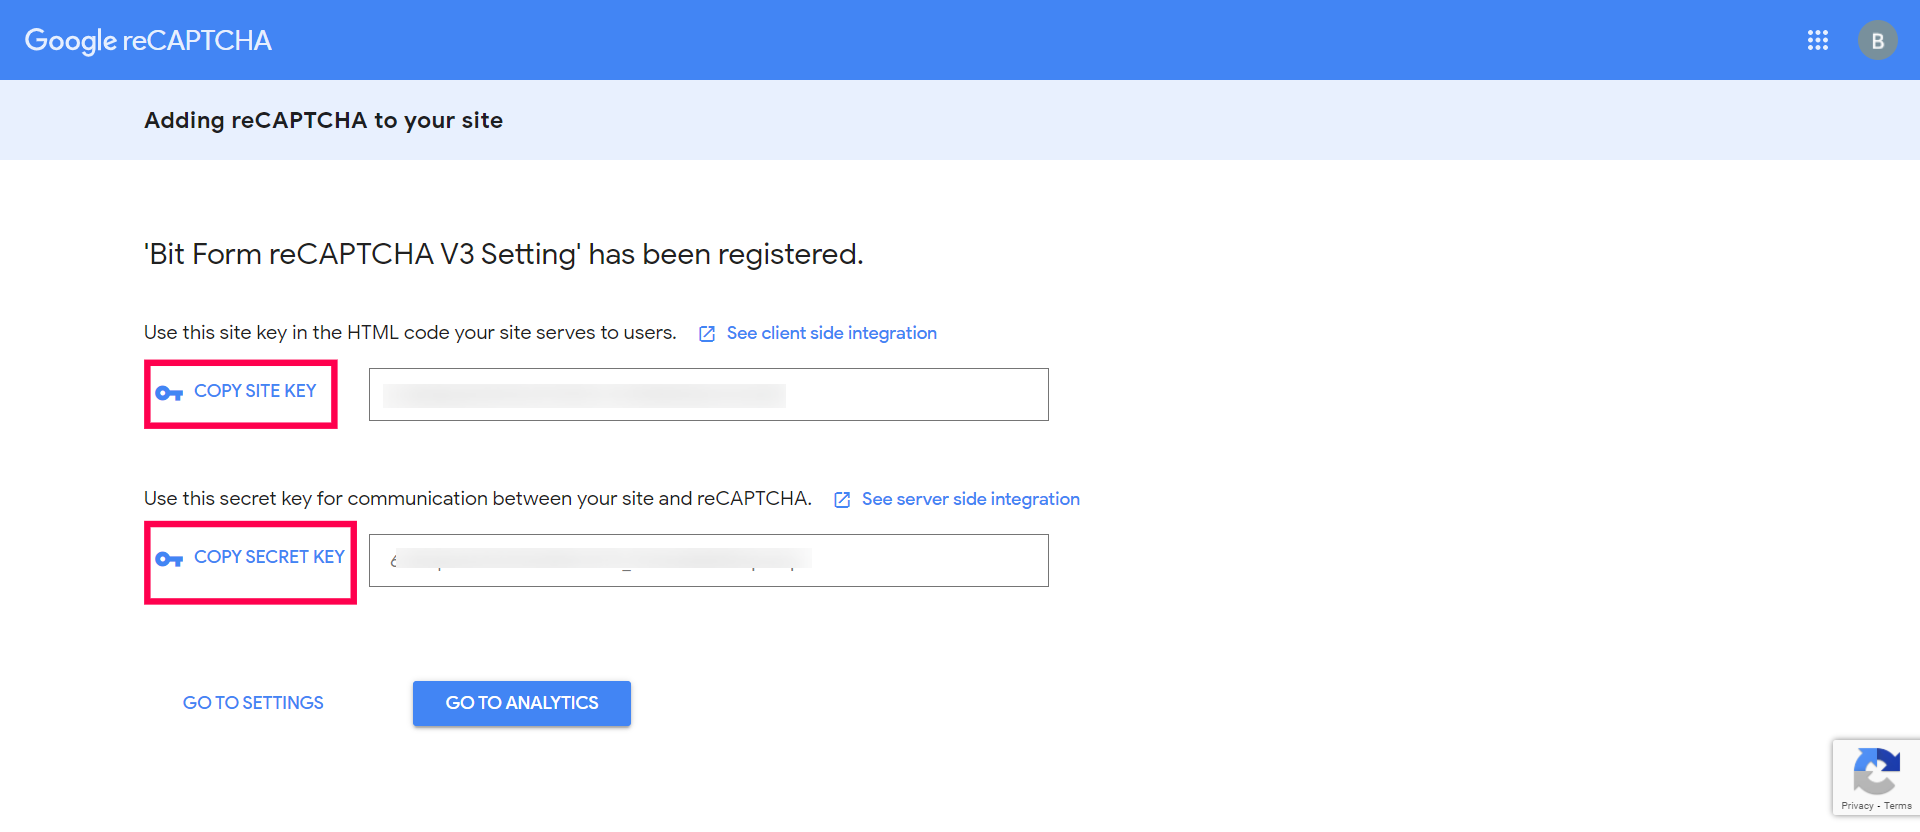 Google reCAPTCHA
B
Adding reCAPTCHA to your site
'Bit Form reCAPTCHA V3 Setting' has been registered.
Use this site key in the HTML code your site serves to users. See client side integration
COPY SITE KEY
Use this secret key for communication between your site and reCAPTCHA. See server side integration
COPY SECRET KEY
GO TO SETTINGS GO TO ANALYTICS
Privacy - Terms